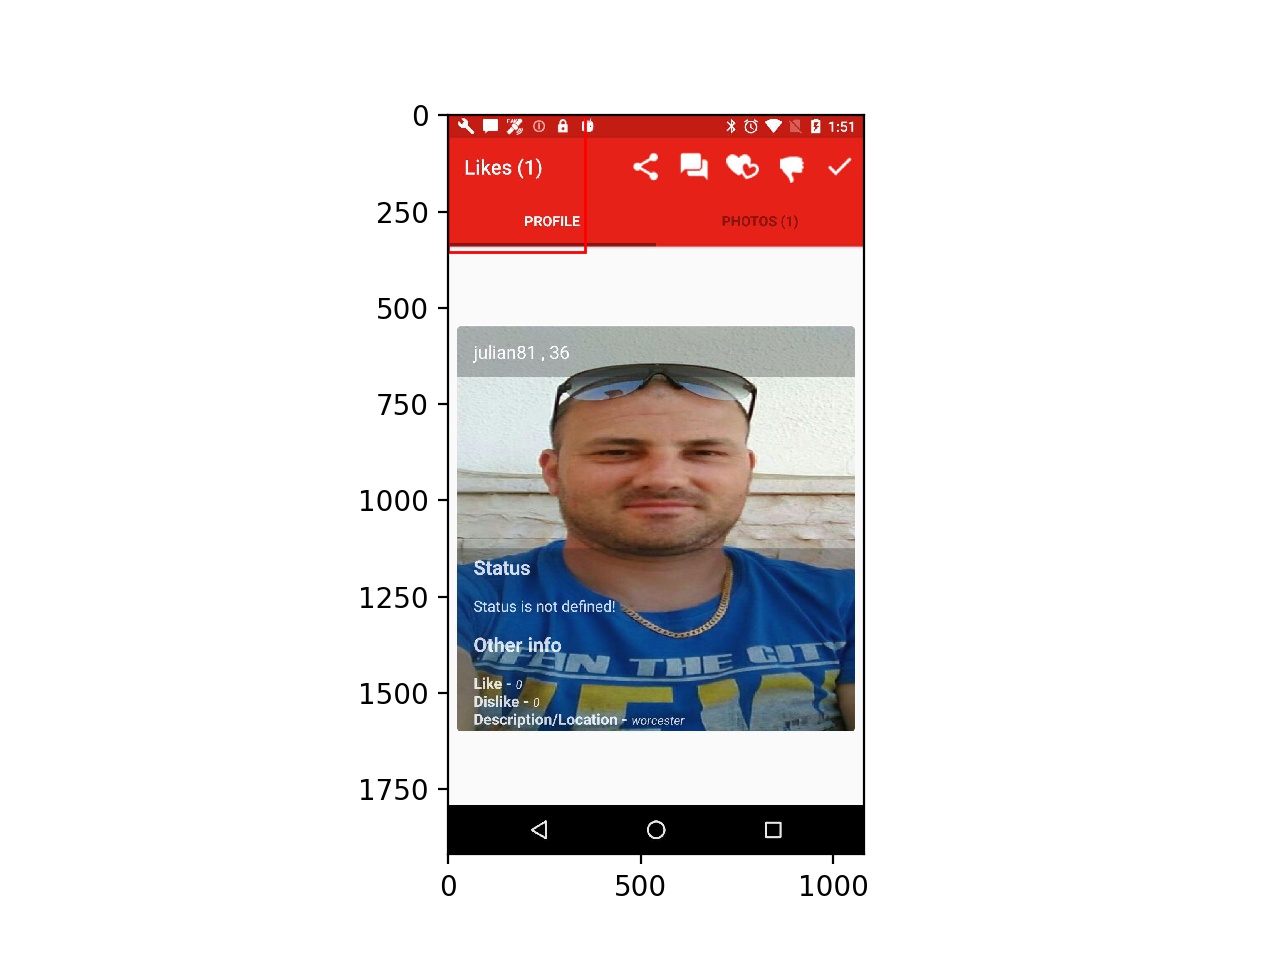 0
250
500
750
1000
1250
1500
1750
0
500
1000
1:51
Likes (1)
PROFILE
PHOTOS (1)
julian81 , 36
Status
Status is not defined!
Other info
Like - 0
Dislike - 0
Description/Location - worcester
THE CITY